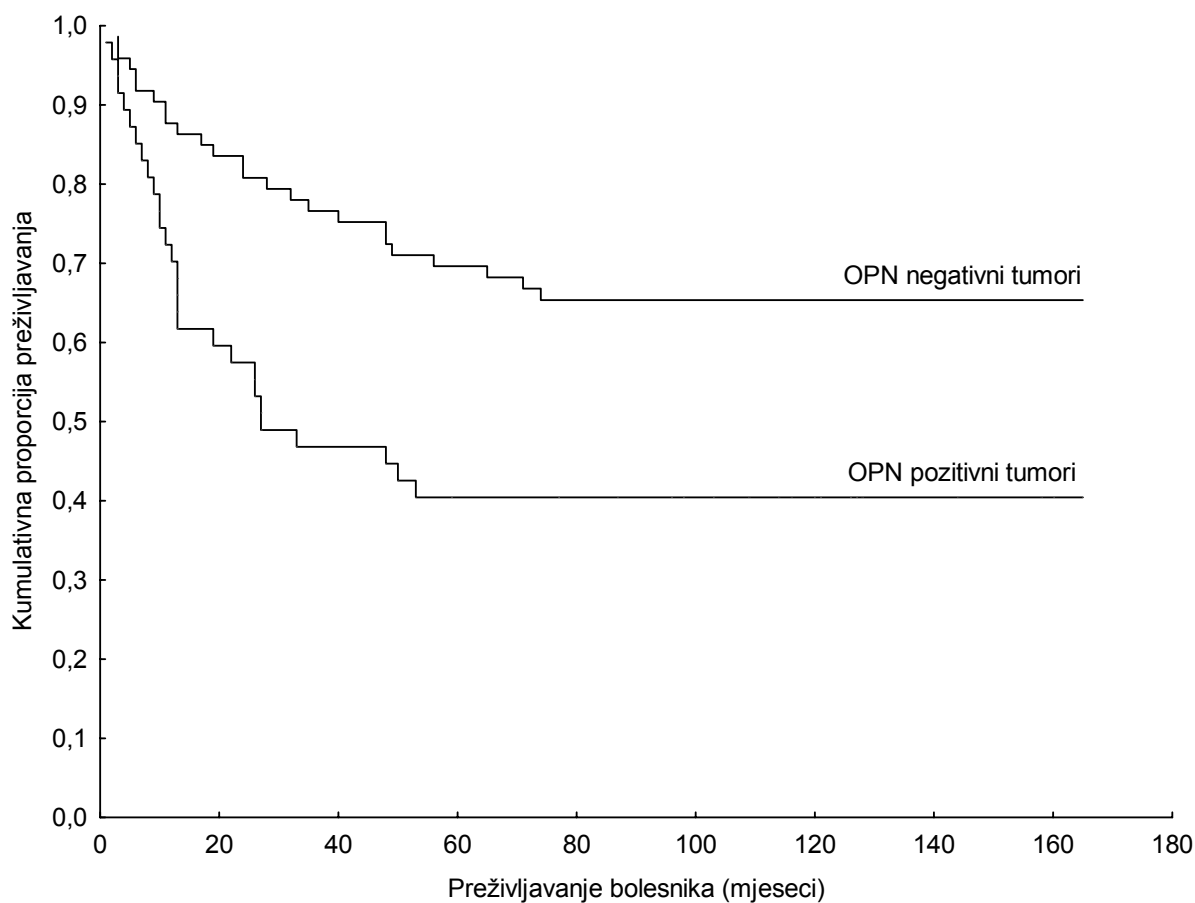 Kumulativna proporcija preživljavanja
1,0
0,9
0,8
0,7
0,6
0,5
0,4
0,3
0,2
0,1
0,0
OPN negativni tumori
OPN pozitivni tumori
0 20 40 60 80 100 120 140 160 180
Preživljavanje bolesnika (mjeseci)